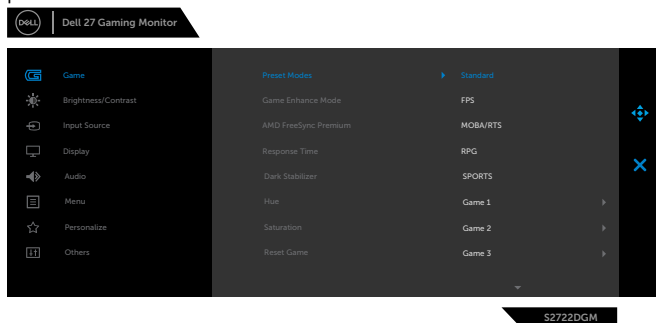 DELL
Dell 27 Gaming Monitor
Game
Preset Modes
Standard
Brightness/Contrast
Game Enhance Mode
FPS
Input Source
AMD FreeSync Premium
MOBA/RTS
Display
Response Time
RPG
Audio
Dark Stabilizer
SPORTS
Menu
Hue
Game 1
Personalize
Saturation
Game 2
Others
Reset Game
Game 3
S2722DGM